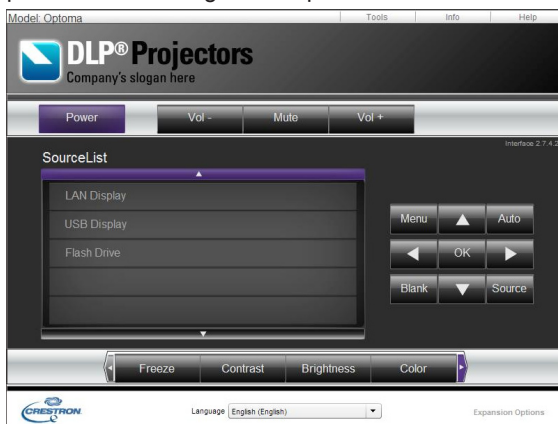 Model: Optoma Tools Info Help
DLP® Projectors
Company's slogan here
Power Vol - Mute Vol +
Interface 2.7.4.2
SourceList
LAN Display
USB Display
Flash Drive
Menu Auto
OK
Blank Source
Freeze Contrast Brightness Color
CRESTRON Language English (English) Expansion Options